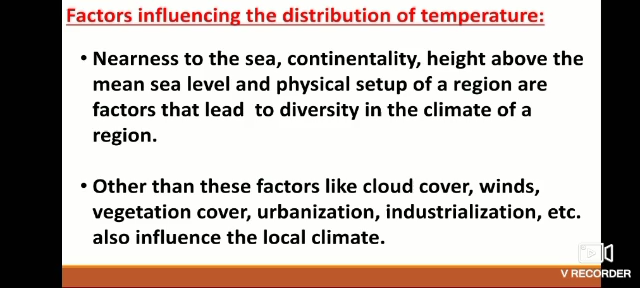 Factors influencing the distribution of temperature:
• Nearness to the sea, continentality, height above the
mean sea level and physical setup of a region are
factors that lead to diversity in the climate of a
region.
• Other than these factors like cloud cover, winds,
vegetation cover, urbanization, industrialization, etc.
also influence the local climate.
V RECORDER